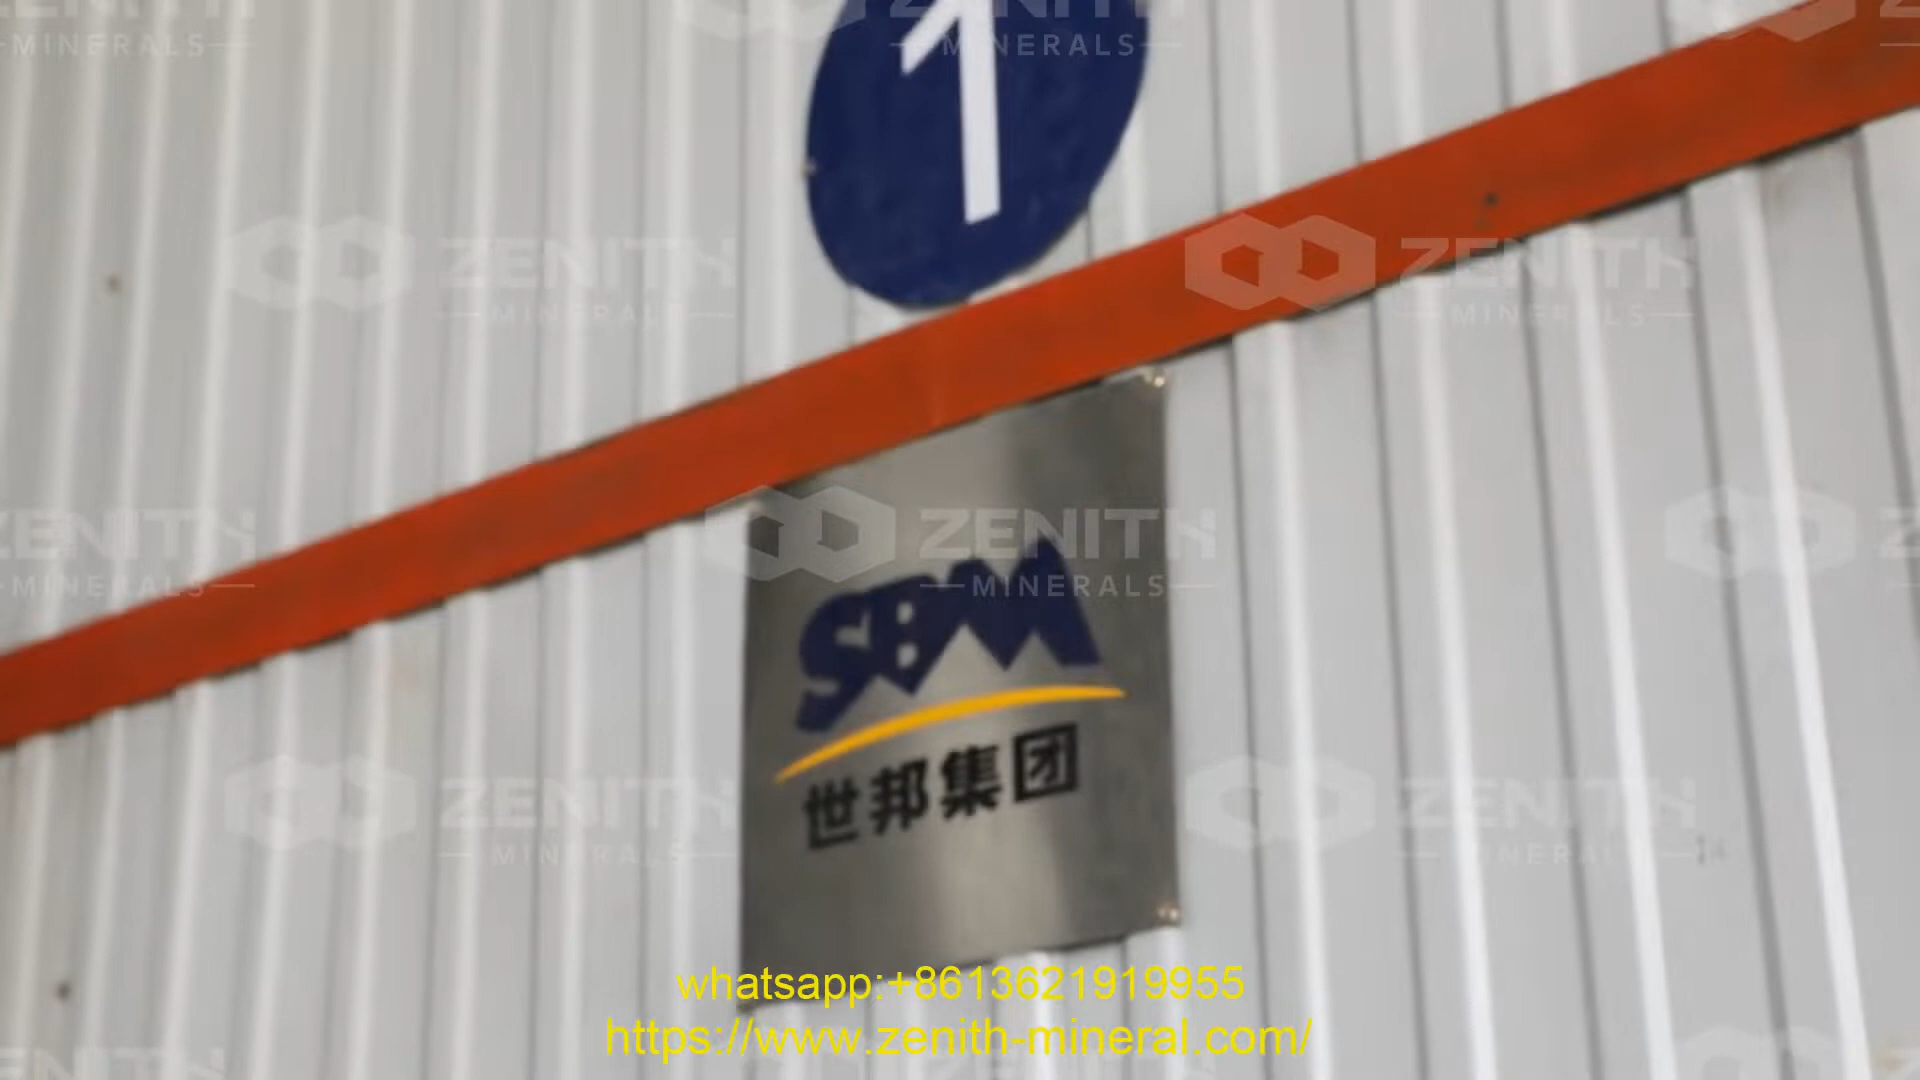 1
ZENITH
MINERALS
SBM
世邦集团
whatsapp:+8613621919955
https://www.zenith-mineral.com/